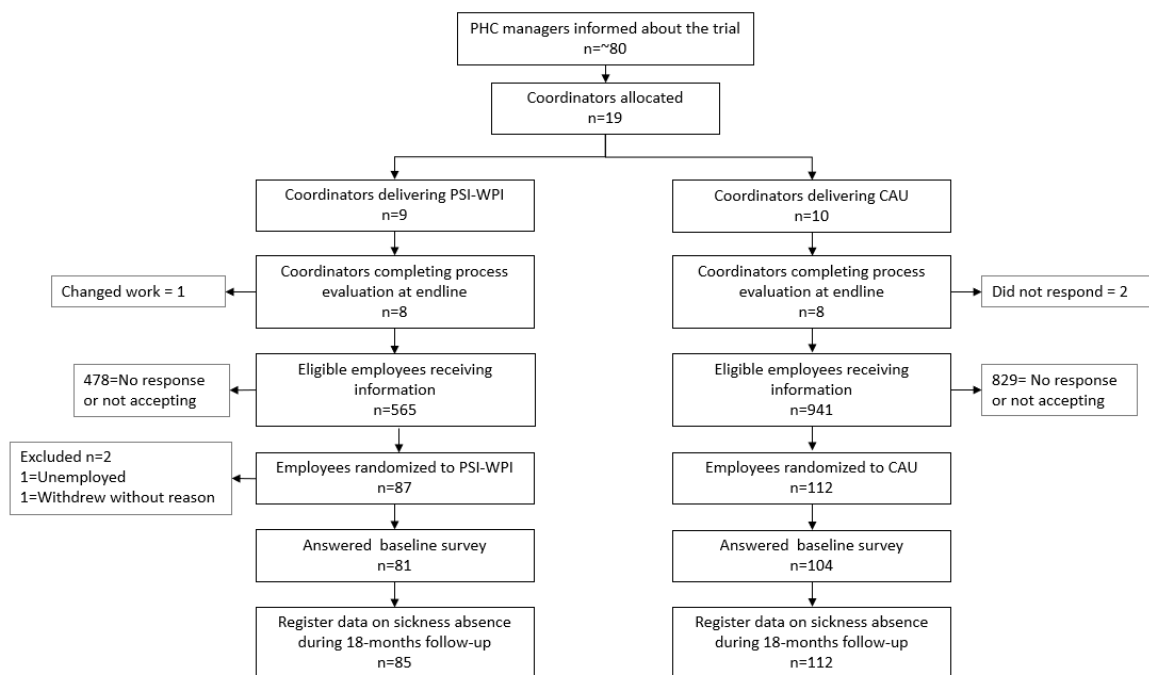 PHC managers informed about the trial
n=~80
Coordinators allocated
n=19
Coordinators delivering PSI-WPI
n=9
Coordinators delivering CAU
n=10
Changed work = 1
Coordinators completing process
evaluation at endline
n=8
Coordinators completing process
evaluation at endline
n=8
Did not respond = 2
478=No response
or not accepting
Eligible employees receiving
information
n=565
Eligible employees receiving
information
n=941
829= No response
or not accepting
Excluded n=2
1=Unemployed
1=Withdrew without reason
Employees randomized to PSI-WPI
n=87
Employees randomized to CAU
n=112
Answered  baseline survey
n=81
Answered  baseline survey
n=104
Register data on sickness absence
during 18-months follow-up
n=85
Register data on sickness absence
during 18-months follow-up
n=112